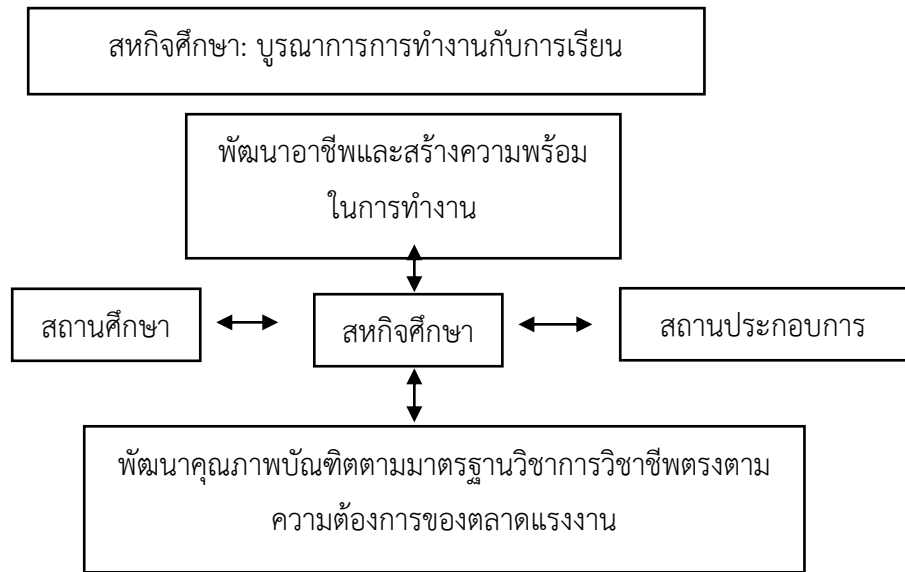 สหกิจศึกษา: บูรณาการการทำงานกับการเรียน
พัฒนาอาชีพและสร้างความพร้อม
ในการทำงาน
สถานศึกษา
สหกิจศึกษา
สถานประกอบการ
พัฒนาคุณภาพบัณฑิตตามมาตรฐานวิชาการวิชาชีพตรงตาม
ความต้องการของตลาดแรงงาน